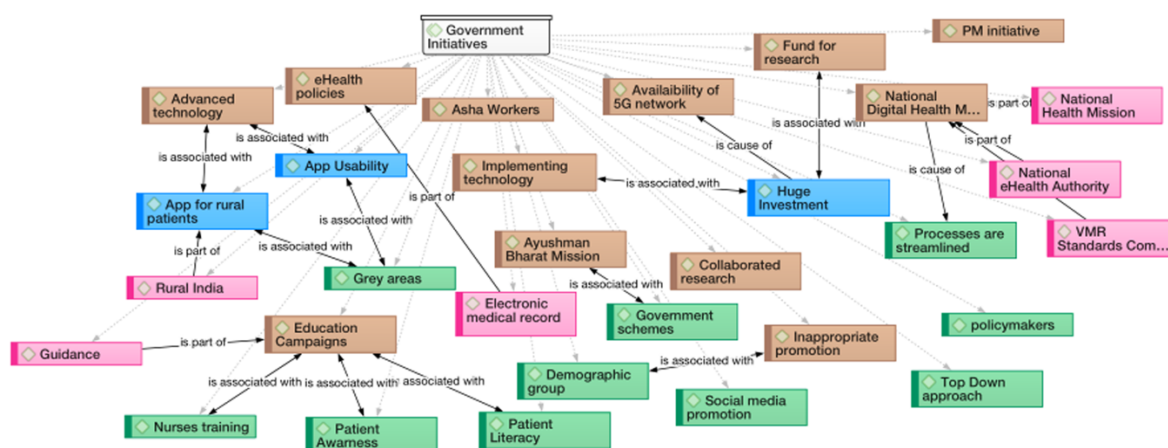 Government
Initiatives
PM initiative
Fund for
research
eHealth
policies
Advanced
technology
Asha Workers
Availaibility of
5G network
National
Digital Health M...
is part of
National
Health Mission
is associated with
is associated with
is associated with
is part of
is cause of
is cause of
App Usability
Implementing
technology
is associated with
Huge
Investment
National
eHealth Authority
is part of
App for rural
patients
is associated with
is associated with
is part of
Ayushman
Bharat Mission
Processes are
streamlined
VMR
Standards Com...
Grey areas
Collaborated
research
is associated with
Rural India
Electronic
medical record
Government
schemes
policymakers
Education
Campaigns
Inappropriate
promotion
Guidance
is part of
is associated with
Demographic
group
is associated with
is associated with
associated with
Top Down
approach
Social media
promotion
Nurses training
Patient
Awarness
Patient
Literacy